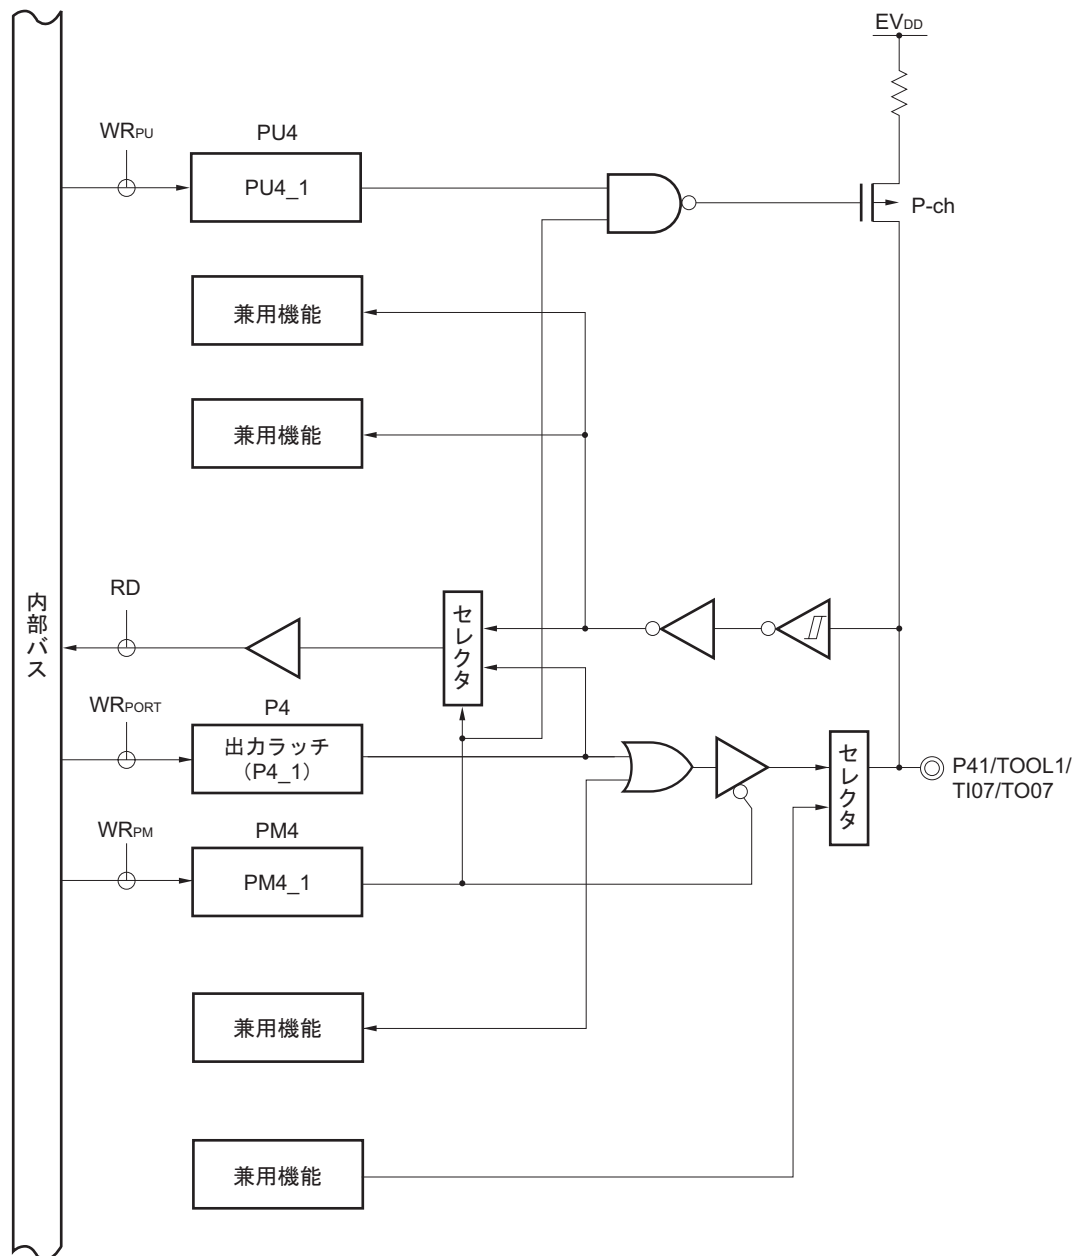 EVDD
WRPU
PU4
PU4_1
P-ch
兼用機能
兼用機能
内部バス
RD
セレクタ
WRPORT
P4
出力ラッチ
（P4_1）
セレクタ
P41/TOOL1/
TI07/TO07
WRPM
PM4
PM4_1
兼用機能
兼用機能